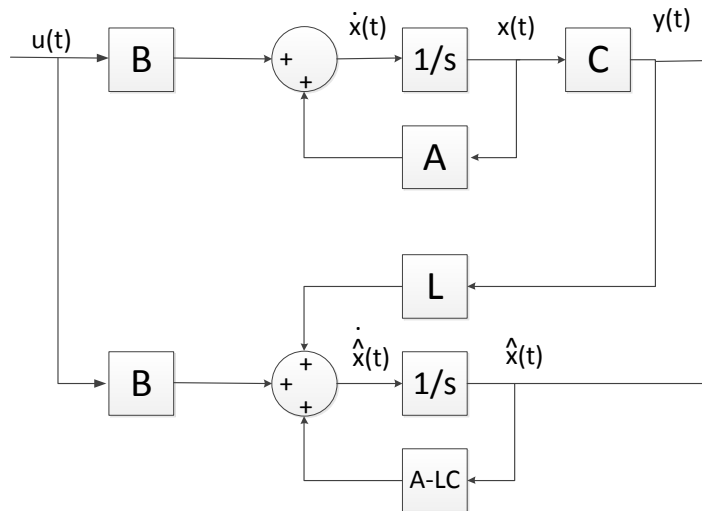 u(t)
B
+
+
ẋ(t)
1/s
x(t)
C
y(t)
A
L
B
+
+
+
x̂̇(t)
1/s
x̂(t)
A-LC